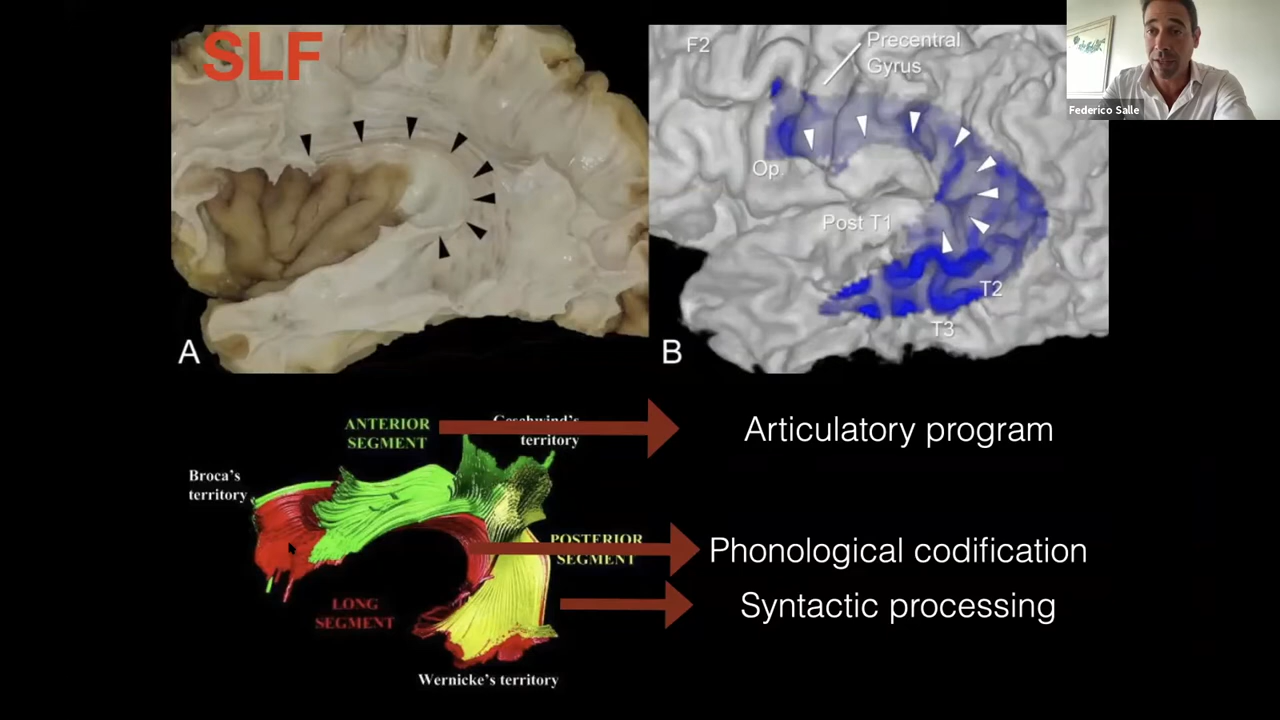 SLF
F2
Precentral
Gyrus
Op.
Post T1
T2
T3
A
B
Federico Salle
ANTERIOR
SEGMENT
Geschwind's
territory
Articulatory program
Broca's
territory
POSTERIOR
SEGMENT
Phonological codification
LONG
SEGMENT
Syntactic processing
Wernicke's territory